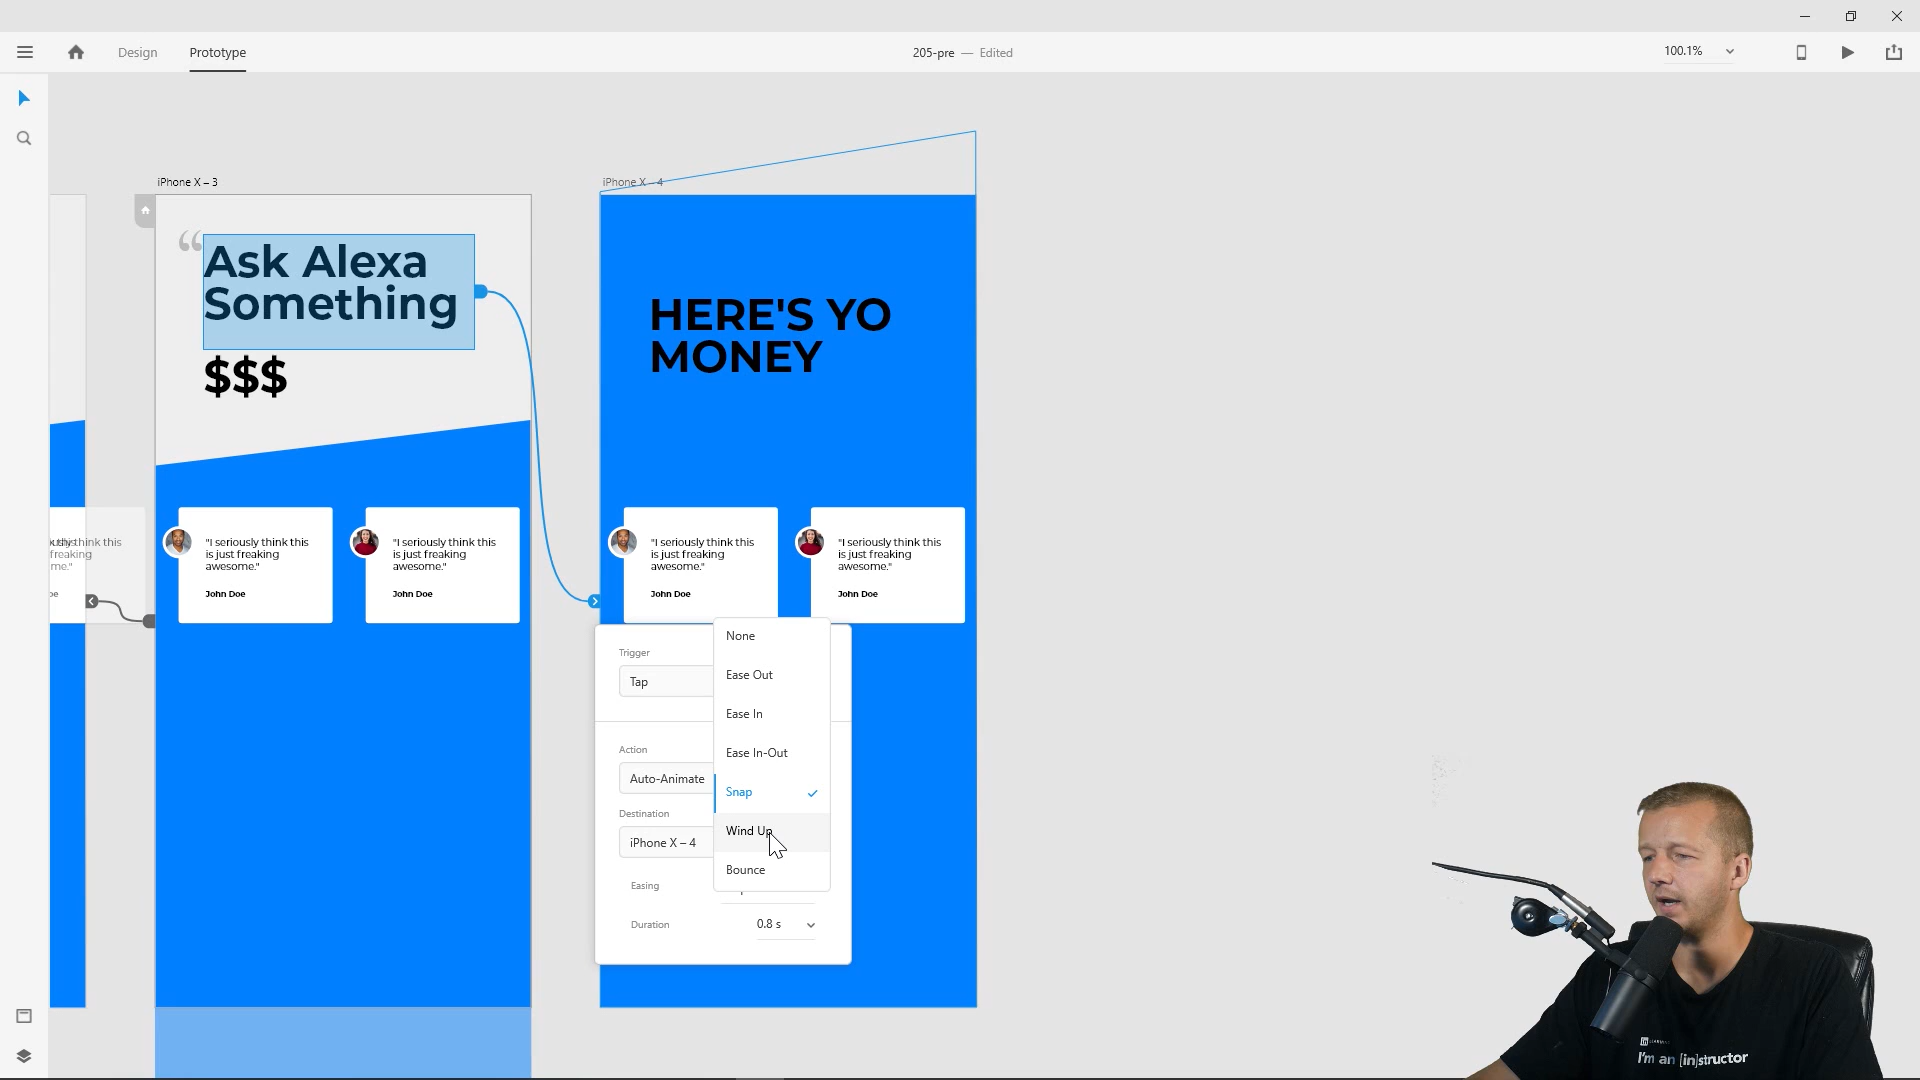 Design
Prototype
205-pre — Edited
100.1%
iPhone X – 3
iPhone X – 4
“
Ask Alexa
Something
$$$
HERE'S YO
MONEY
think this
freaking
me."
"I seriously think this
is just freaking
awesome."
John Doe
"I seriously think this
is just freaking
awesome."
John Doe
"I seriously think this
is just freaking
awesome."
John Doe
"I seriously think this
is just freaking
awesome."
John Doe
Trigger
Tap
Action
Auto-Animate
Destination
iPhone X – 4
Easing
Duration
0.8 s
None
Ease Out
Ease In
Ease In-Out
Snap
Wind Up
Bounce
I'm an [in]structor